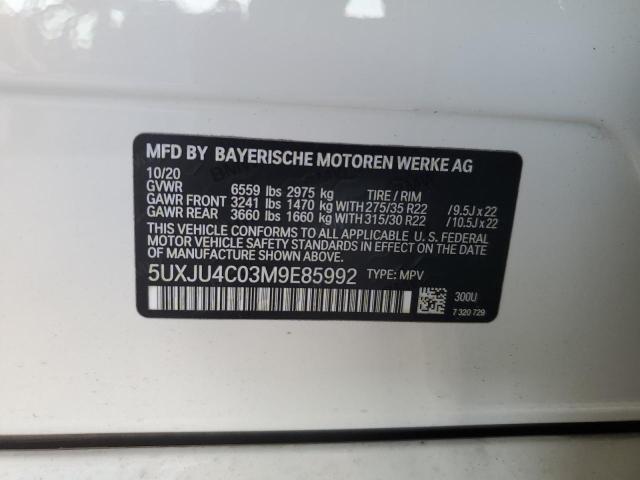 MFD BY BAYERISCHE MOTOREN WERKE AG
10/20
GVWR 6559 lbs 2975 kg TIRE / RIM
GAWR FRONT 3241 lbs 1470 kg WITH 275/35 R22 / 9.5J x 22
GAWR REAR 3660 lbs 1660 kg WITH 315/30 R22 / 10.5J x 22
THIS VEHICLE CONFORMS TO ALL APPLICABLE U. S. FEDERAL
MOTOR VEHICLE SAFETY STANDARDS IN EFFECT ON THE DATE
OF MANUFACTURE SHOWN ABOVE.
5UXJU4C03M9E85992 TYPE: MPV
300U
7 320 729